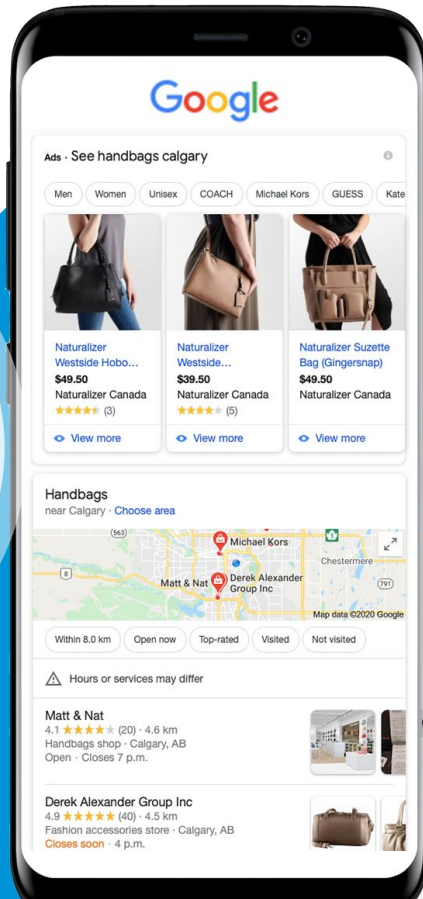 Google
Ads · See handbags calgary
Men
Women
Unisex
COACH
Michael Kors
GUESS
Kate
Naturalizer
Westside Hobo...
$49.50
Naturalizer Canada
(3)
View more
Naturalizer
Westside...
$39.50
Naturalizer Canada
(5)
View more
Naturalizer Suzette
Bag (Gingersnap)
$49.50
Naturalizer Canada
View more
Handbags
near Calgary · Choose area
563
1
Michael Kors
Chestermere
8
Matt & Nat
Derek Alexander
Group Inc
791
Map data ©2020 Google
Within 8.0 km
Open now
Top-rated
Visited
Not visited
Hours or services may differ
Matt & Nat
4.1 ★★★★★ (20) · 4.6 km
Handbags shop · Calgary, AB
Open · Closes 7 p.m.
Derek Alexander Group Inc
4.9 ★★★★★ (40) · 4.5 km
Fashion accessories store · Calgary, AB
Closes soon · 4 p.m.